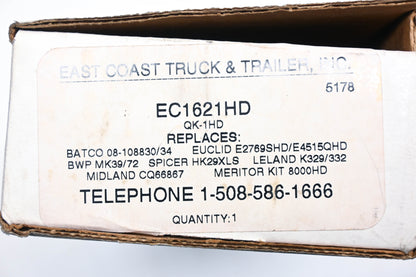 EAST COAST TRUCK & TRAILER, INC.
5178
EC1621HD
QK-1HD
REPLACES:
BATCO 08-108830/34 EUCLID E2769SHD/E4515QHD
BWP MK39/72 SPICER HK29XLS LELAND K329/332
MIDLAND CQ66867 MERITOR KIT 8000HD
TELEPHONE 1-508-586-1666
QUANTITY:1